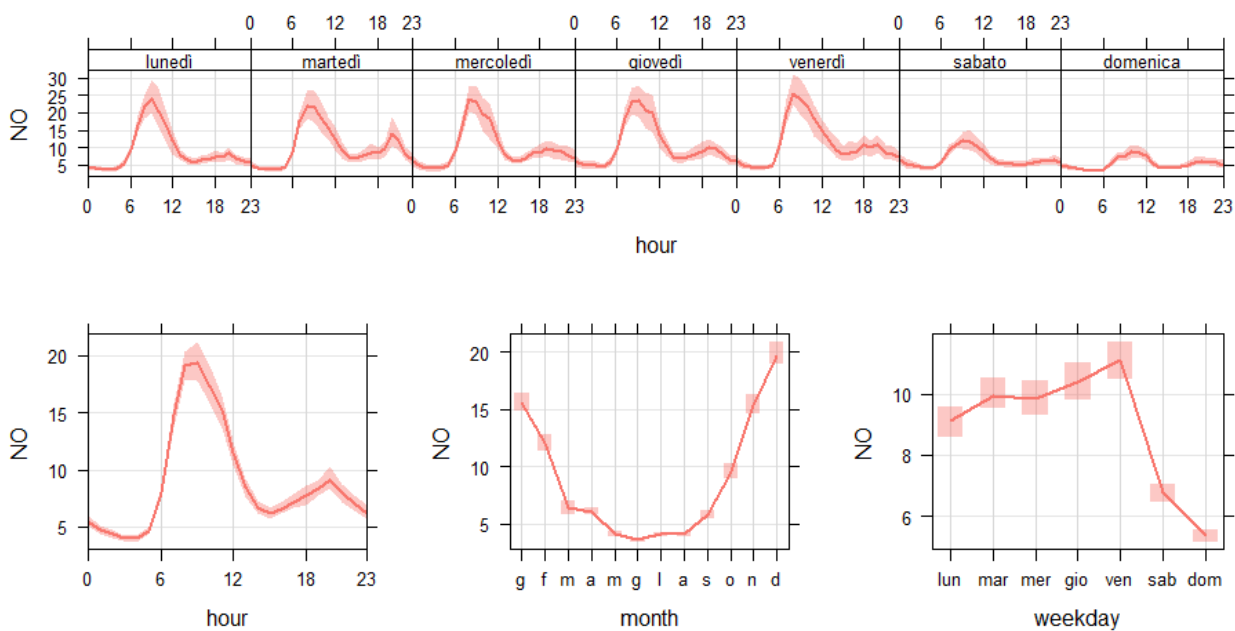 0 6 12 18 23 0 6 12 18 23 0 6 12 18 23
lunedì martedì mercoledì giovedì venerdì sabato domenica
NO
30
25
20
15
10
5
0 6 12 18 23 0 6 12 18 23 0 6 12 18 23 0 6 12 18 23
hour
NO
20
15
10
5
0 6 12 18 23
hour
NO
20
15
10
5
g f m a m g l a s o n d
month
NO
10
8
6
lun mar mer gio ven sab dom
weekday